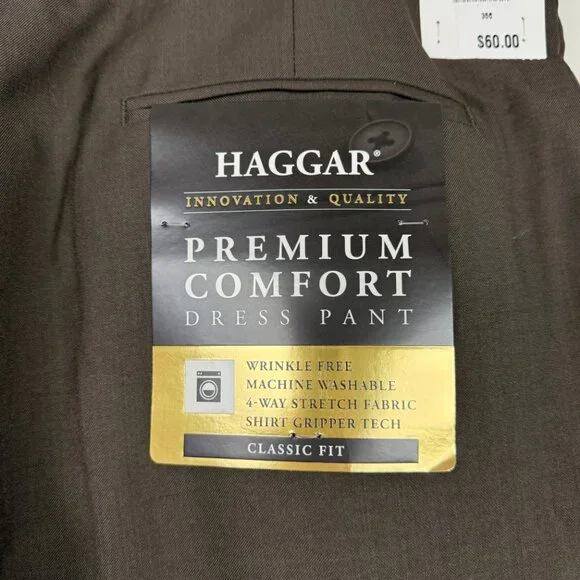 366
$60.00
HAGGAR®
INNOVATION & QUALITY
PREMIUM
COMFORT
DRESS PANT
WRINKLE FREE
MACHINE WASHABLE
4-WAY STRETCH FABRIC
SHIRT GRIPPER TECH
CLASSIC FIT